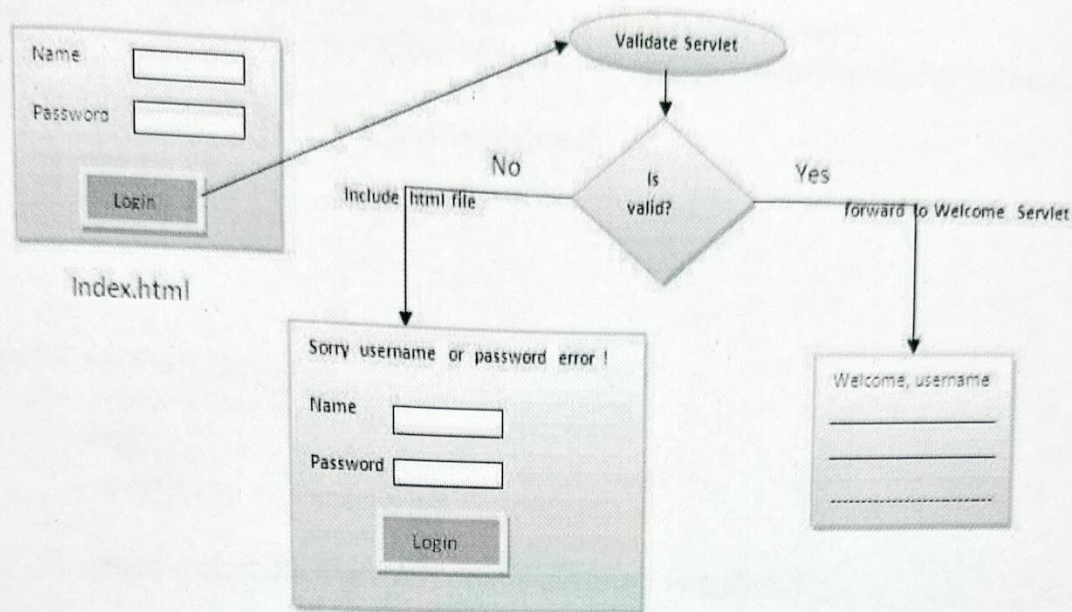 Name
Password
Login
Index.html
Validate Servlet
Is
valid?
No
Include html file
Yes
forward to Welcome Servlet
Sorry username or password error !
Name
Password
Login
Welcome, username